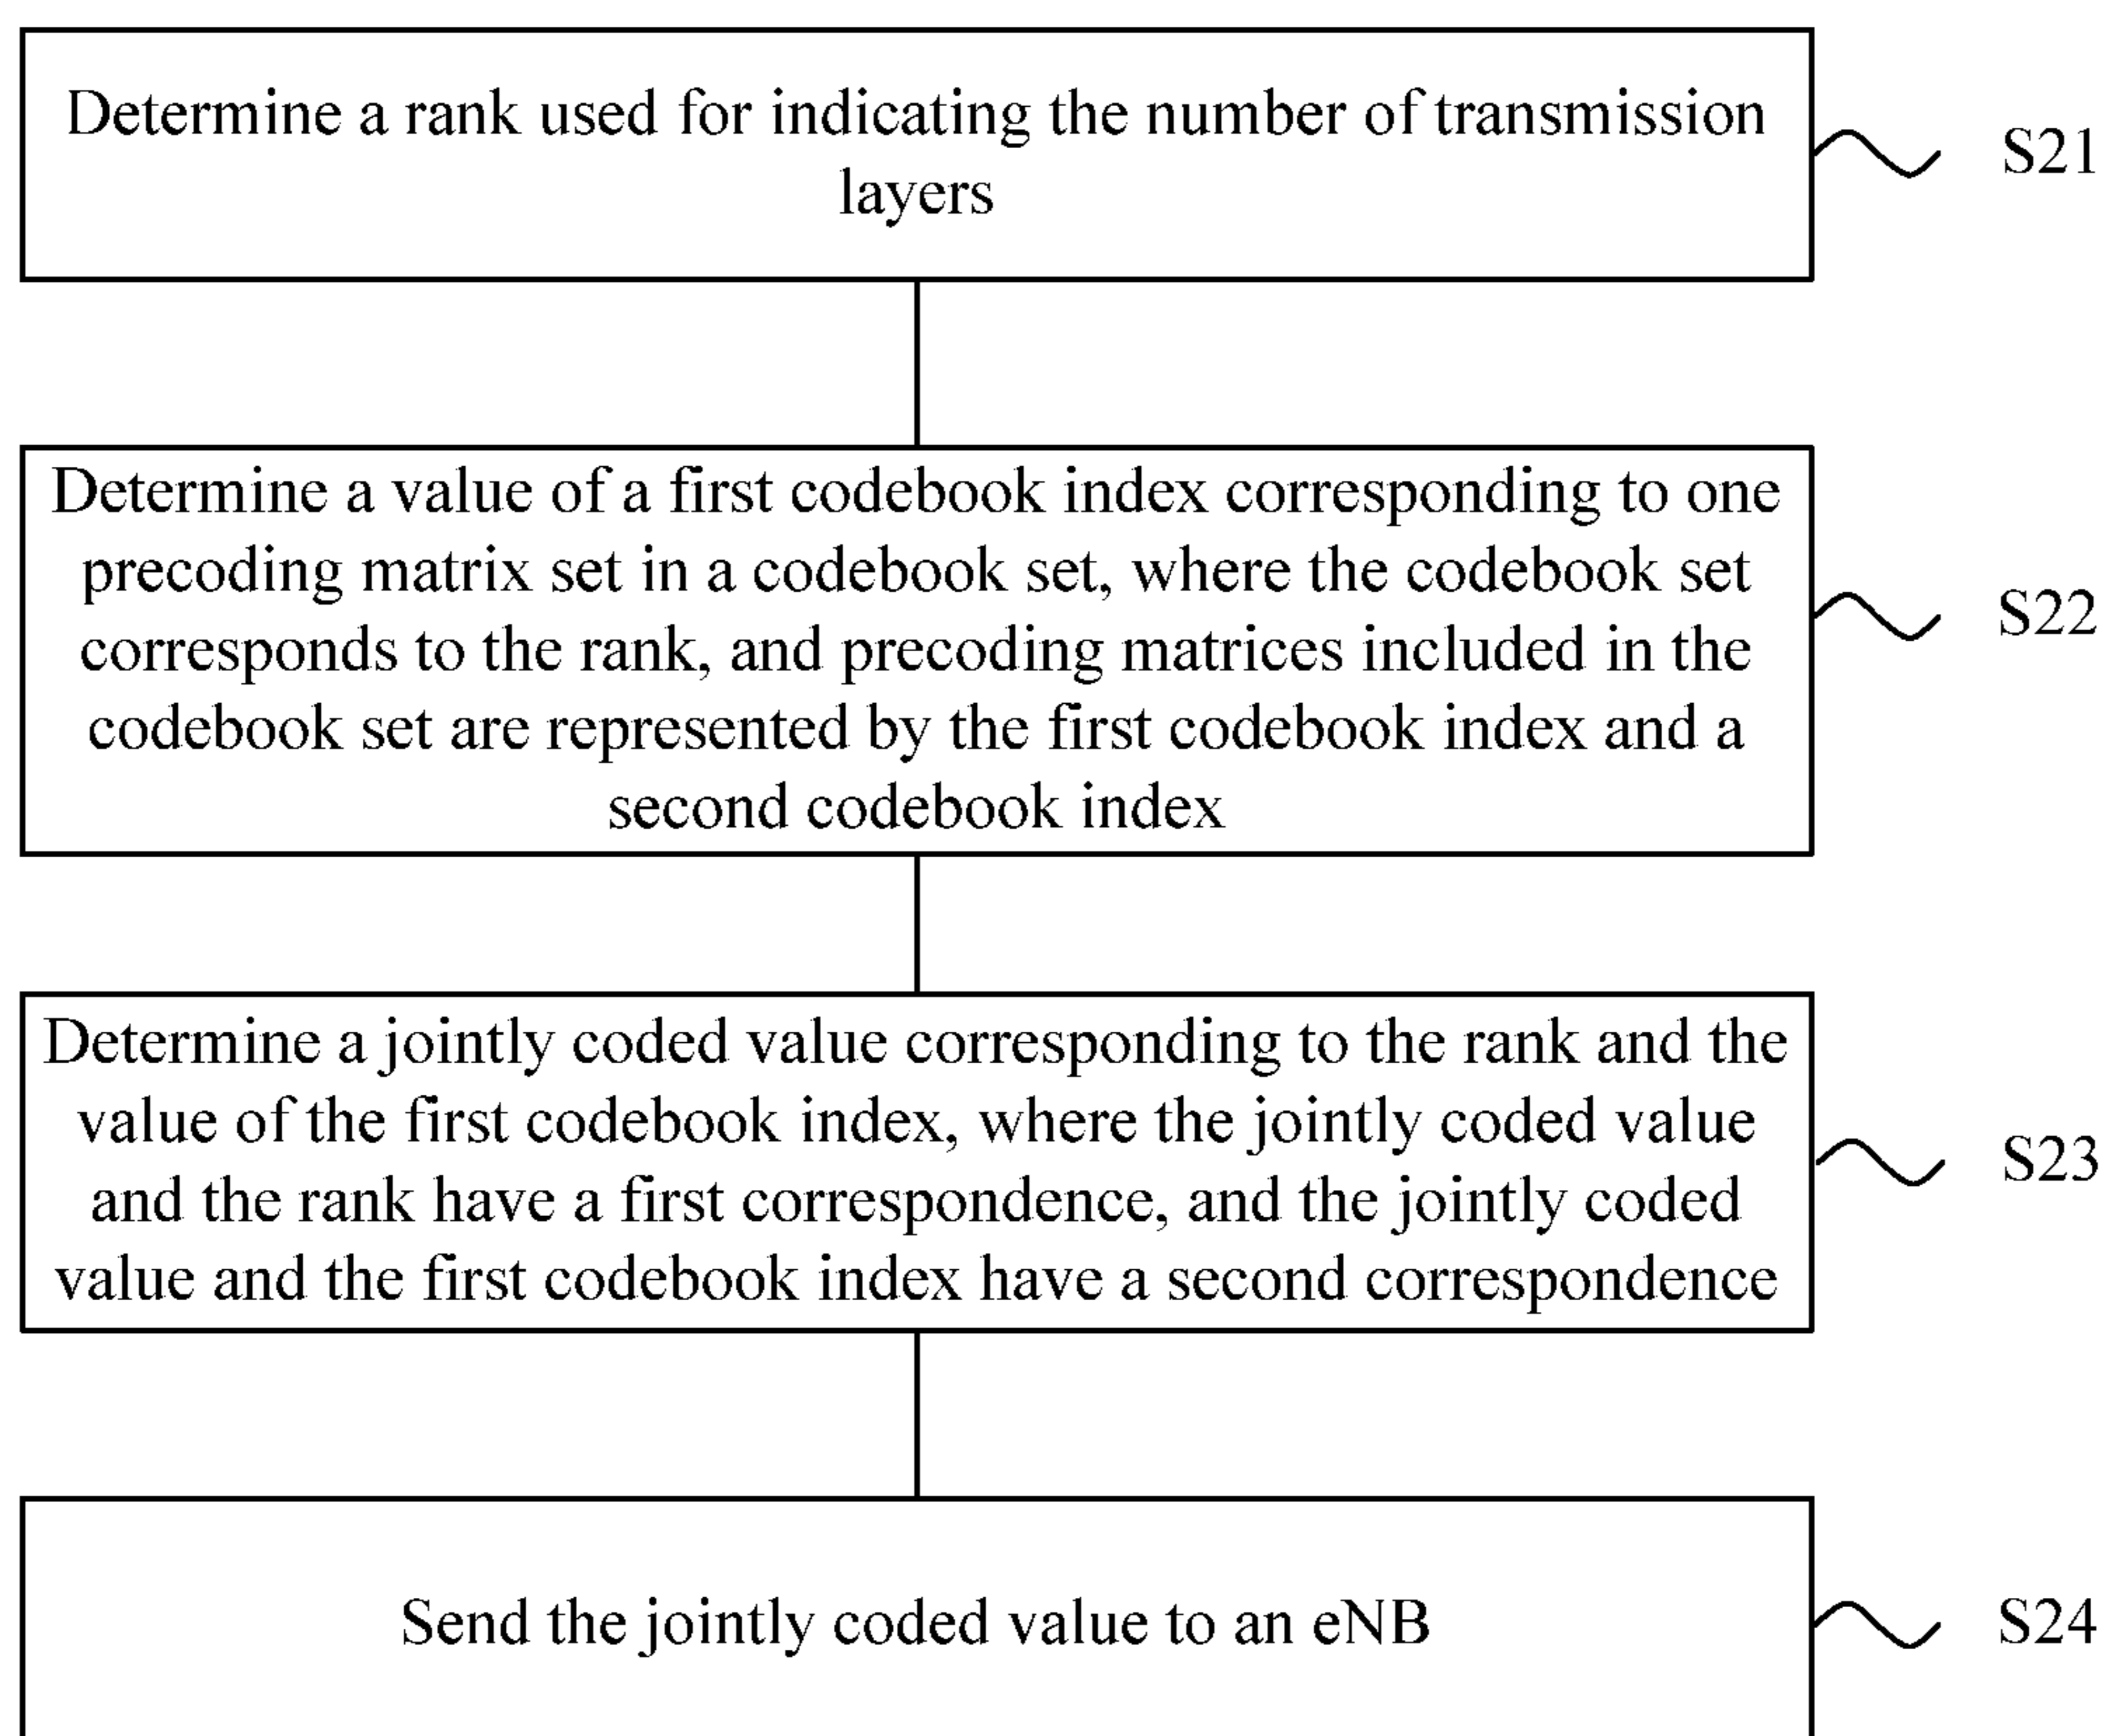 Determine a rank used for indicating the number of transmission
layers
S21
Determine a value of a first codebook index corresponding to one
precoding matrix set in a codebook set, where the codebook set
corresponds to the rank, and precoding matrices included in the
codebook set are represented by the first codebook index and a
second codebook index
S22
Determine a jointly coded value corresponding to the rank and the
value of the first codebook index, where the jointly coded value
and the rank have a first correspondence, and the jointly coded
value and the first codebook index have a second correspondence
S23
Send the jointly coded value to an eNB
S24